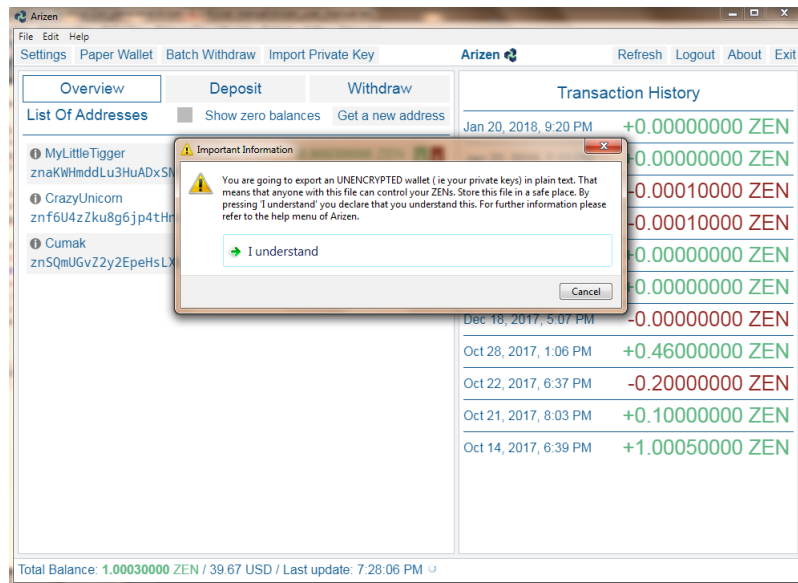 Arizen
File Edit Help
Settings Paper Wallet Batch Withdraw Import Private Key Arizen Refresh Logout About Exit
Overview Deposit Withdraw
List Of Addresses Show zero balances Get a new address
MyLittleTigger
znaKWHmddLu3HuADxSN
CrazyUnicorn
znf6U4zZku8g6jp4tHn
Cumak
znSQmUGvZ2y2EpeHsLX
Important Information
You are going to export an UNENCRYPTED wallet ( ie your private keys) in plain text. That
means that anyone with this file can control your ZENs. Store this file in a safe place. By
pressing 'I understand' you declare that you understand this. For further information please
refer to the help menu of Arizen.
I understand
Cancel
Transaction History
Jan 20, 2018, 9:20 PM +0.00000000 ZEN
0.00000000 ZEN
0.00010000 ZEN
0.00010000 ZEN
0.00000000 ZEN
0.00000000 ZEN
Dec 18, 2017, 5:07 PM -0.00000000 ZEN
Oct 28, 2017, 1:06 PM +0.46000000 ZEN
Oct 22, 2017, 6:37 PM -0.20000000 ZEN
Oct 21, 2017, 8:03 PM +0.10000000 ZEN
Oct 14, 2017, 6:39 PM +1.00050000 ZEN
Total Balance: 1.00030000 ZEN / 39.67 USD / Last update: 7:28:06 PM